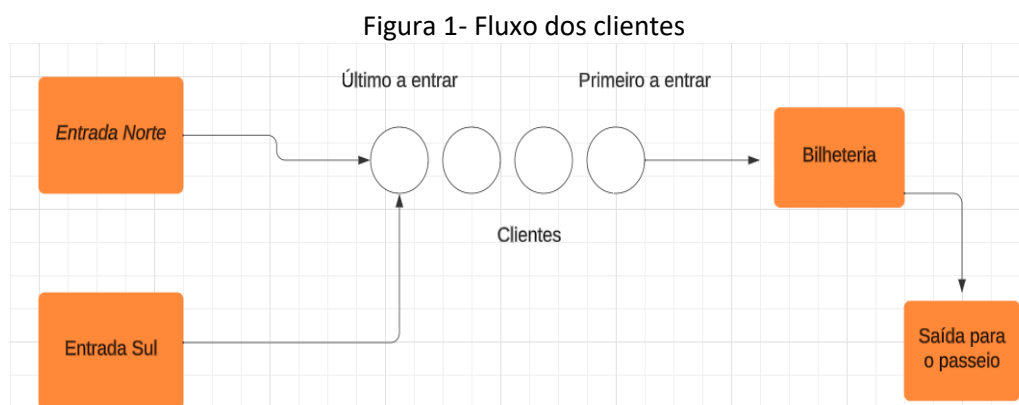 Figura 1- Fluxo dos clientes
Último a entrar
Primeiro a entrar
Entrada Norte
Bilheteria
Clientes
Entrada Sul
Saída para
o passeio